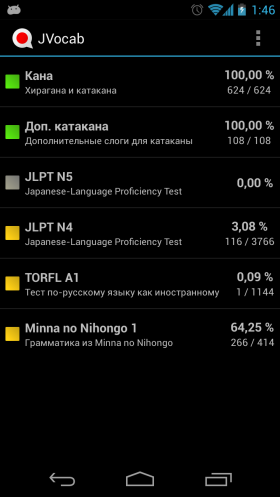 1:46
JVocab
Кана 100,00 %
Хирагана и катакана 624 / 624
Доп. катакана 100,00 %
Дополнительные слоги для катаканы 108 / 108
JLPT N5 0,00 %
Japanese-Language Proficiency Test
JLPT N4 3,08 %
Japanese-Language Proficiency Test 116 / 3766
TORFL A1 0,09 %
Тест по-русскому языку как иностранному 1 / 1144
Minna no Nihongo 1 64,25 %
Грамматика из Minna no Nihongo 266 / 414